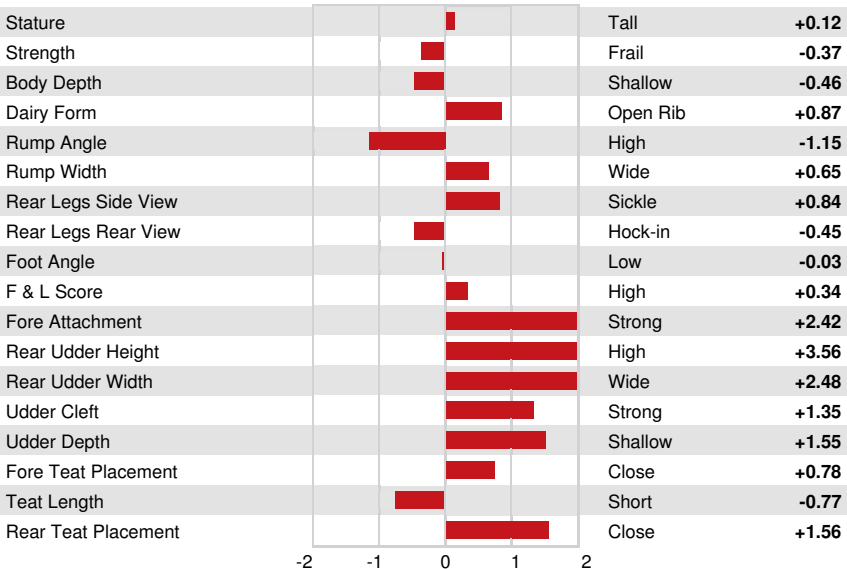 Stature Tall +0.12
Strength Frail -0.37
Body Depth Shallow -0.46
Dairy Form Open Rib +0.87
Rump Angle High -1.15
Rump Width Wide +0.65
Rear Legs Side View Sickle +0.84
Rear Legs Rear View Hock-in -0.45
Foot Angle Low -0.03
F & L Score High +0.34
Fore Attachment Strong +2.42
Rear Udder Height High +3.56
Rear Udder Width Wide +2.48
Udder Cleft Strong +1.35
Udder Depth Shallow +1.55
Fore Teat Placement Close +0.78
Teat Length Short -0.77
Rear Teat Placement Close +1.56
-2 -1 0 1 2